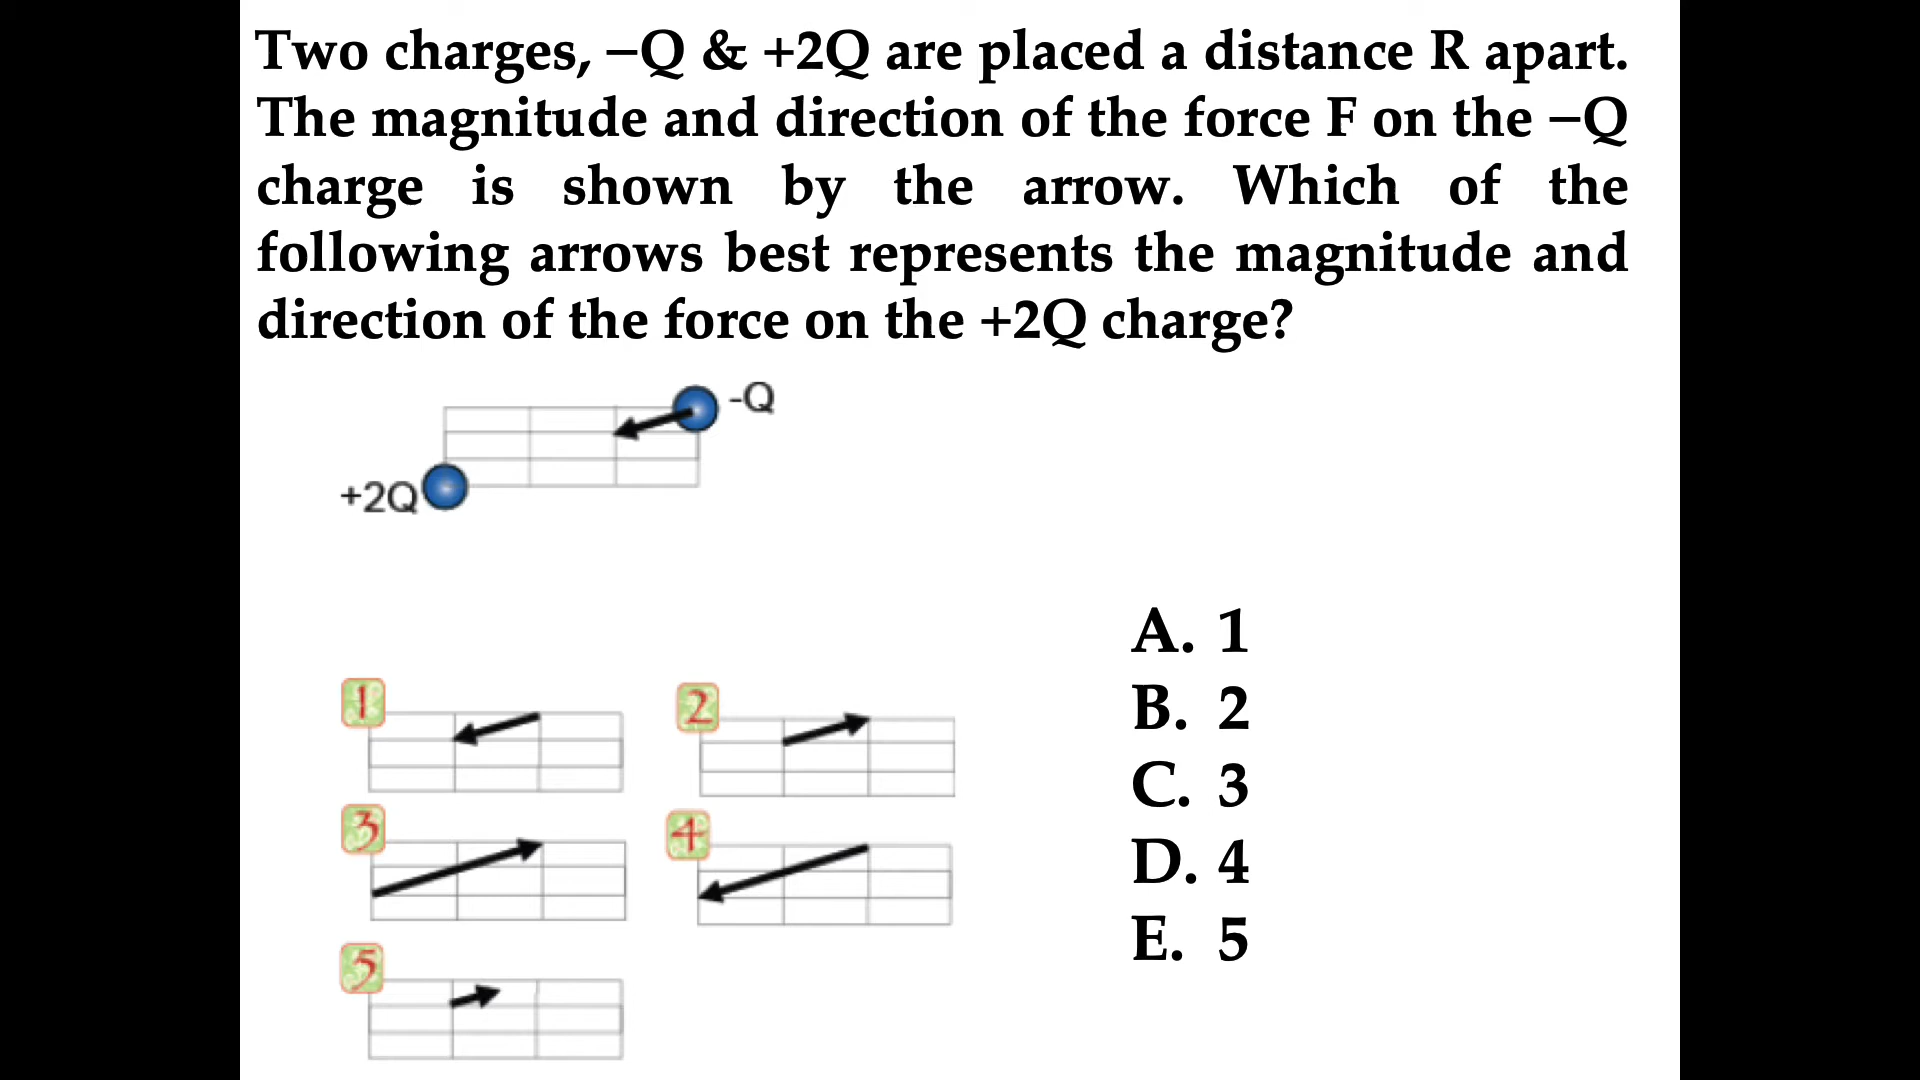 Two charges, –Q & +2Q are placed a distance R apart.
The magnitude and direction of the force F on the –Q
charge is shown by the arrow. Which of the
following arrows best represents the magnitude and
direction of the force on the +2Q charge?
-Q
+2Q
A. 1
B. 2
C. 3
D. 4
E. 5
1
2
3
4
5